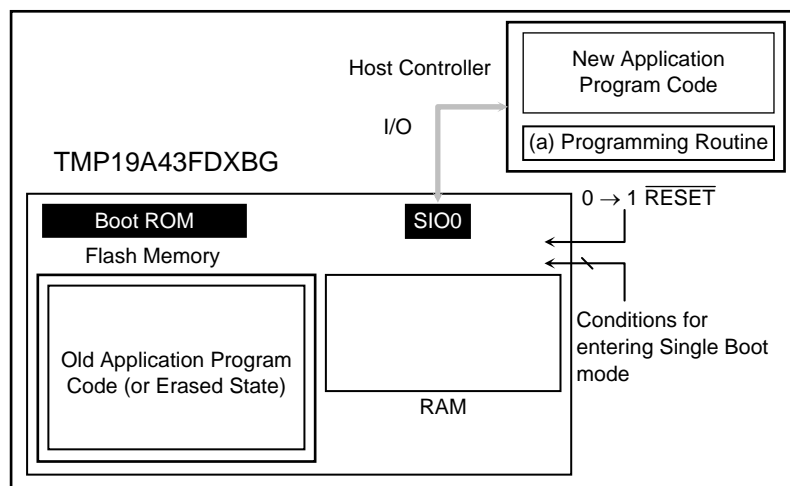 Host Controller
New Application
Program Code
I/O
(a) Programming Routine
TMP19A43FDXBG
0 → 1 RESET
Boot ROM
SIO0
Flash Memory
Old Application Program
Code (or Erased State)
RAM
Conditions for
entering Single Boot
mode